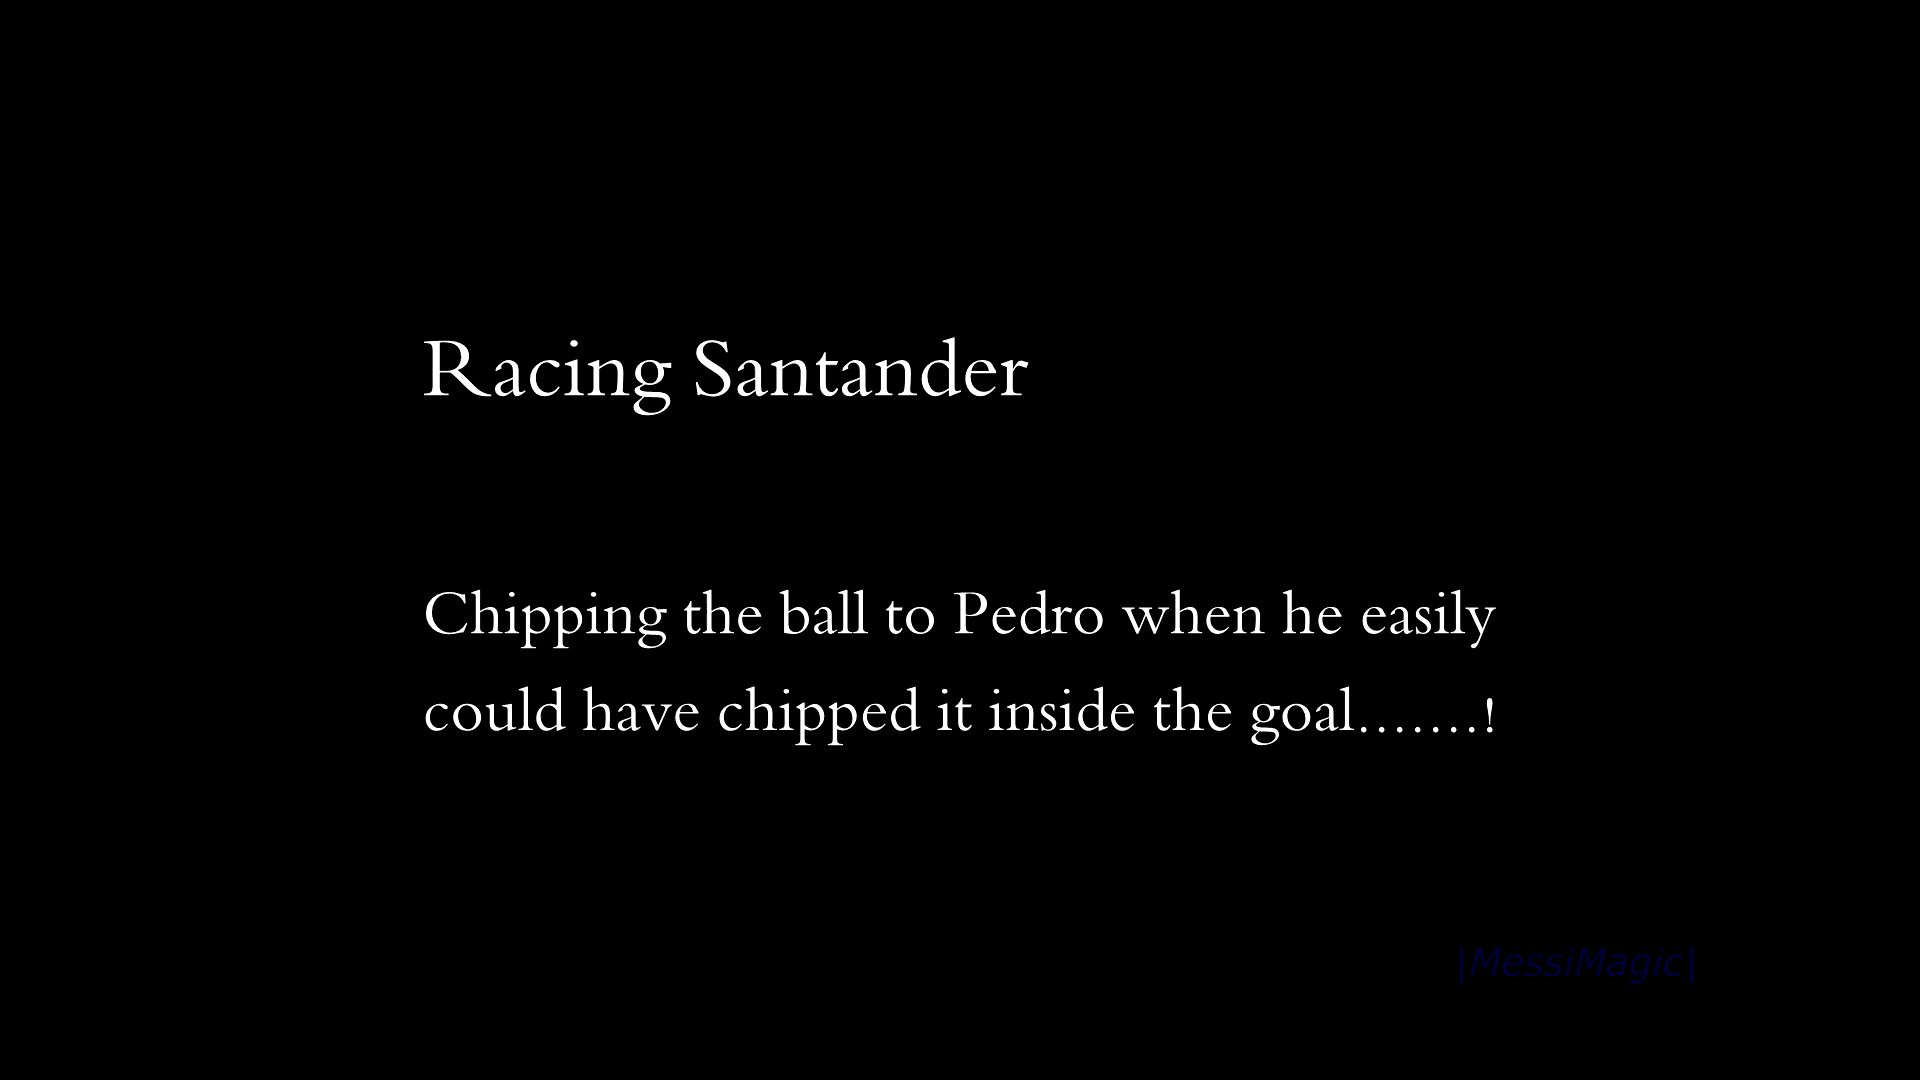 Racing Santander
Chipping the ball to Pedro when he easily
could have chipped it inside the goal.......!
|MessiMagic|